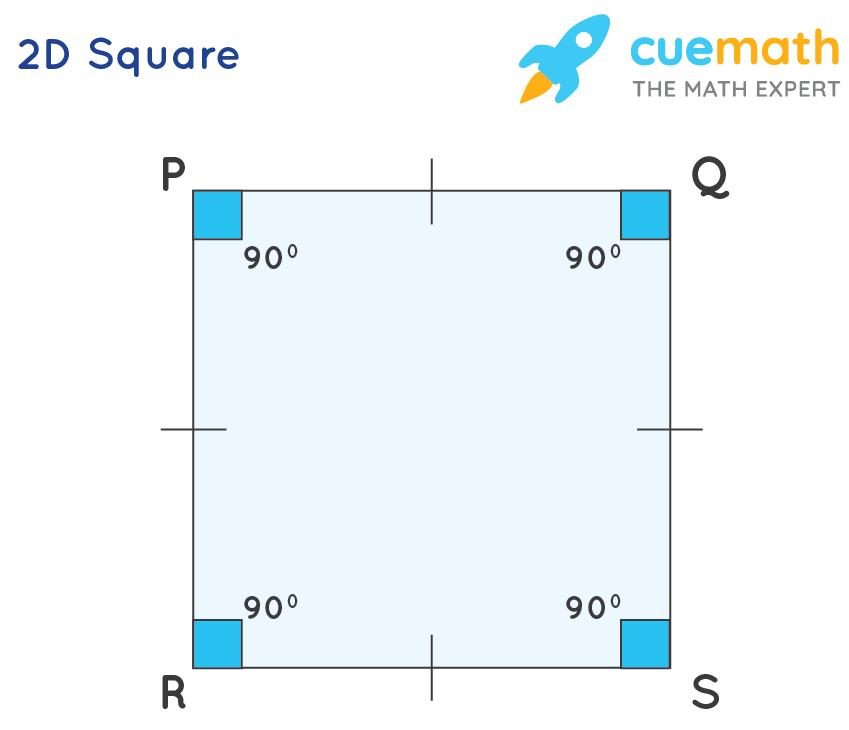 2D Square
cuemath
THE MATH EXPERT
P
Q
90⁰
90⁰
90⁰
90⁰
R
S